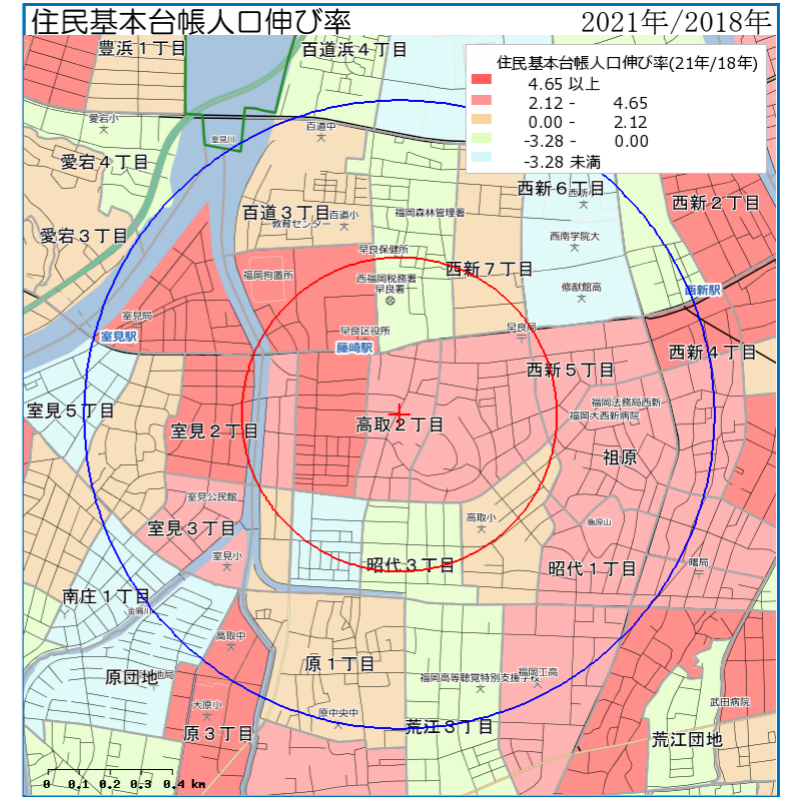 住民基本台帳人口伸び率
2021年/2018年
住民基本台帳人口伸び率(21年/18年)
4.65 以上
2.12 - 4.65
0.00 - 2.12
-3.28 - 0.00
-3.28 未満
豊浜1丁目
百道浜4丁目
愛宕小
百道中
室見川
愛宕4丁目
西新6丁目
百道3丁目
百道小
教育センター
福岡森林管理署
西新2丁目
愛宕3丁目
西南学院大
早良保健所
福岡拘置所
西新7丁目
西福岡税務署
早良署
修猷館高
西新駅
室見局
早良区役所
早良局
室見駅
藤崎駅
西新4丁目
西新5丁目
室見5丁目
福岡法務局西新
福岡大西新病院
室見2丁目
高取2丁目
祖原
室見公民館
高取小
室見3丁目
室見小
昭代3丁目
昭代1丁目
曙局
南庄1丁目
金屑川
高取中
原1丁目
原団地
福岡高等聴覚特別支援学校
福岡工高
大原小
武田病院
原中央中
原3丁目
荒江3丁目
荒江団地
0 0.1 0.2 0.3 0.4 km